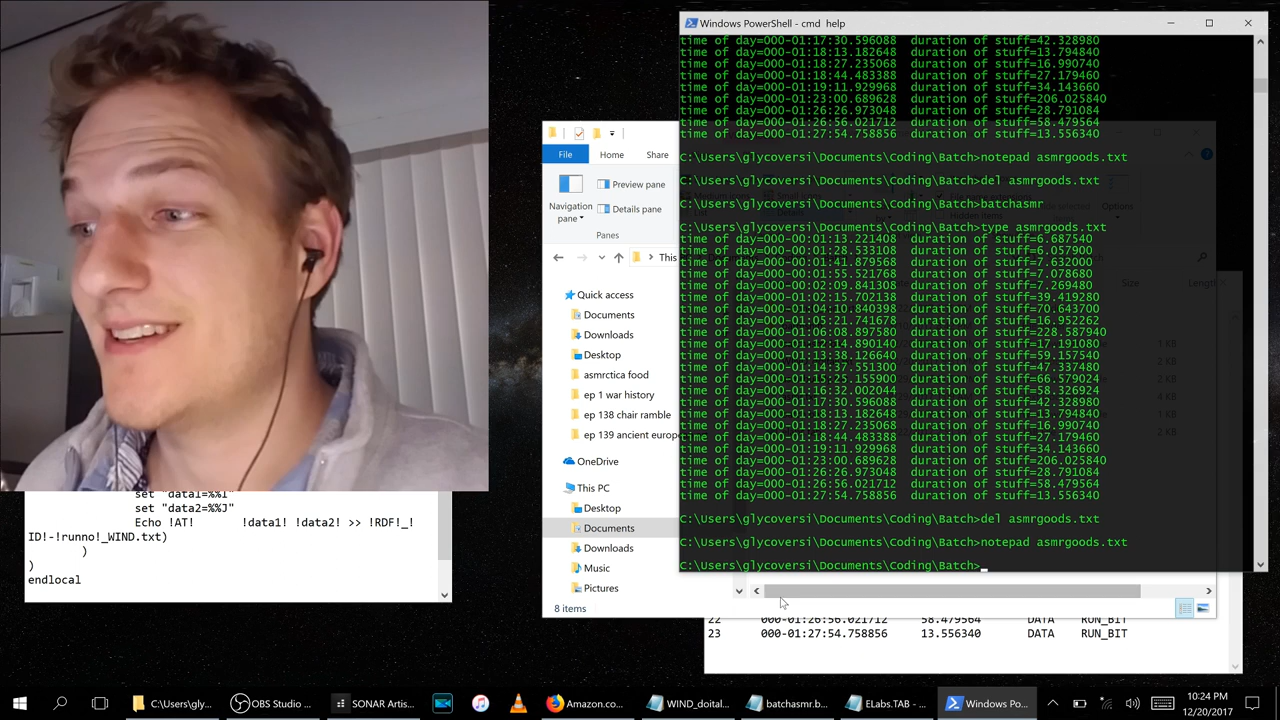 Windows PowerShell - cmd  help
time of day=000-01:17:30.596088  duration of stuff=42.328980
time of day=000-01:18:13.182648  duration of stuff=13.794840
time of day=000-01:18:27.235068  duration of stuff=16.990740
time of day=000-01:18:44.483388  duration of stuff=27.179460
time of day=000-01:19:11.929968  duration of stuff=34.143660
time of day=000-01:23:00.689628  duration of stuff=206.025840
time of day=000-01:26:26.973048  duration of stuff=28.791084
time of day=000-01:26:56.021712  duration of stuff=58.479564
time of day=000-01:27:54.758856  duration of stuff=13.556340
C:\Users\glycoversi\Documents\Coding\Batch>notepad asmrgoods.txt
C:\Users\glycoversi\Documents\Coding\Batch>del asmrgoods.txt
C:\Users\glycoversi\Documents\Coding\Batch>batchasmr
C:\Users\glycoversi\Documents\Coding\Batch>type asmrgoods.txt
time of day=000-00:01:13.221408  duration of stuff=6.687540
time of day=000-00:01:28.533108  duration of stuff=6.057900
time of day=000-00:01:41.879568  duration of stuff=7.632000
time of day=000-00:01:55.521768  duration of stuff=7.078680
time of day=000-00:02:09.841308  duration of stuff=7.269480
time of day=000-01:02:15.702138  duration of stuff=39.419280
time of day=000-01:04:10.840398  duration of stuff=70.643700
time of day=000-01:05:21.741678  duration of stuff=16.952262
time of day=000-01:06:08.897580  duration of stuff=228.587940
time of day=000-01:12:14.890140  duration of stuff=17.191080
time of day=000-01:13:38.126640  duration of stuff=59.157540
time of day=000-01:14:37.551300  duration of stuff=47.337480
time of day=000-01:15:25.155900  duration of stuff=66.579024
time of day=000-01:16:32.002044  duration of stuff=58.326924
time of day=000-01:17:30.596088  duration of stuff=42.328980
time of day=000-01:18:13.182648  duration of stuff=13.794840
time of day=000-01:18:27.235068  duration of stuff=16.990740
time of day=000-01:18:44.483388  duration of stuff=27.179460
time of day=000-01:19:11.929968  duration of stuff=34.143660
time of day=000-01:23:00.689628  duration of stuff=206.025840
time of day=000-01:26:26.973048  duration of stuff=28.791084
time of day=000-01:26:56.021712  duration of stuff=58.479564
time of day=000-01:27:54.758856  duration of stuff=13.556340
C:\Users\glycoversi\Documents\Coding\Batch>del asmrgoods.txt
C:\Users\glycoversi\Documents\Coding\Batch>notepad asmrgoods.txt
C:\Users\glycoversi\Documents\Coding\Batch>
File Home Share
Preview pane
Navigation pane
Details pane
Panes
Options
Hidden items
This
Size Length
1 KB
2 KB
4 KB
1 KB
2 KB
Quick access
Documents
Downloads
Desktop
asmrctica food
ep 1 war history
ep 138 chair ramble
ep 139 ancient europ
OneDrive
This PC
Desktop
Documents
Downloads
Music
Pictures
8 items
22 000-01:26:56.021712 58.479564 DATA RUN_BIT
23 000-01:27:54.758856 13.556340 DATA RUN_BIT
set "data1=%%I"
set "data2=%%J"
Echo !AT! !data1! !data2! >> !RDF!_!
ID!-!runno!_WIND.txt)
)
)
endlocal
C:\Users\gly... OBS Studio ... SONAR Artis... Amazon.co... WIND_doital... batchasmr.b... ELabs.TAB - ... Windows Po...
10:24 PM
12/20/2017